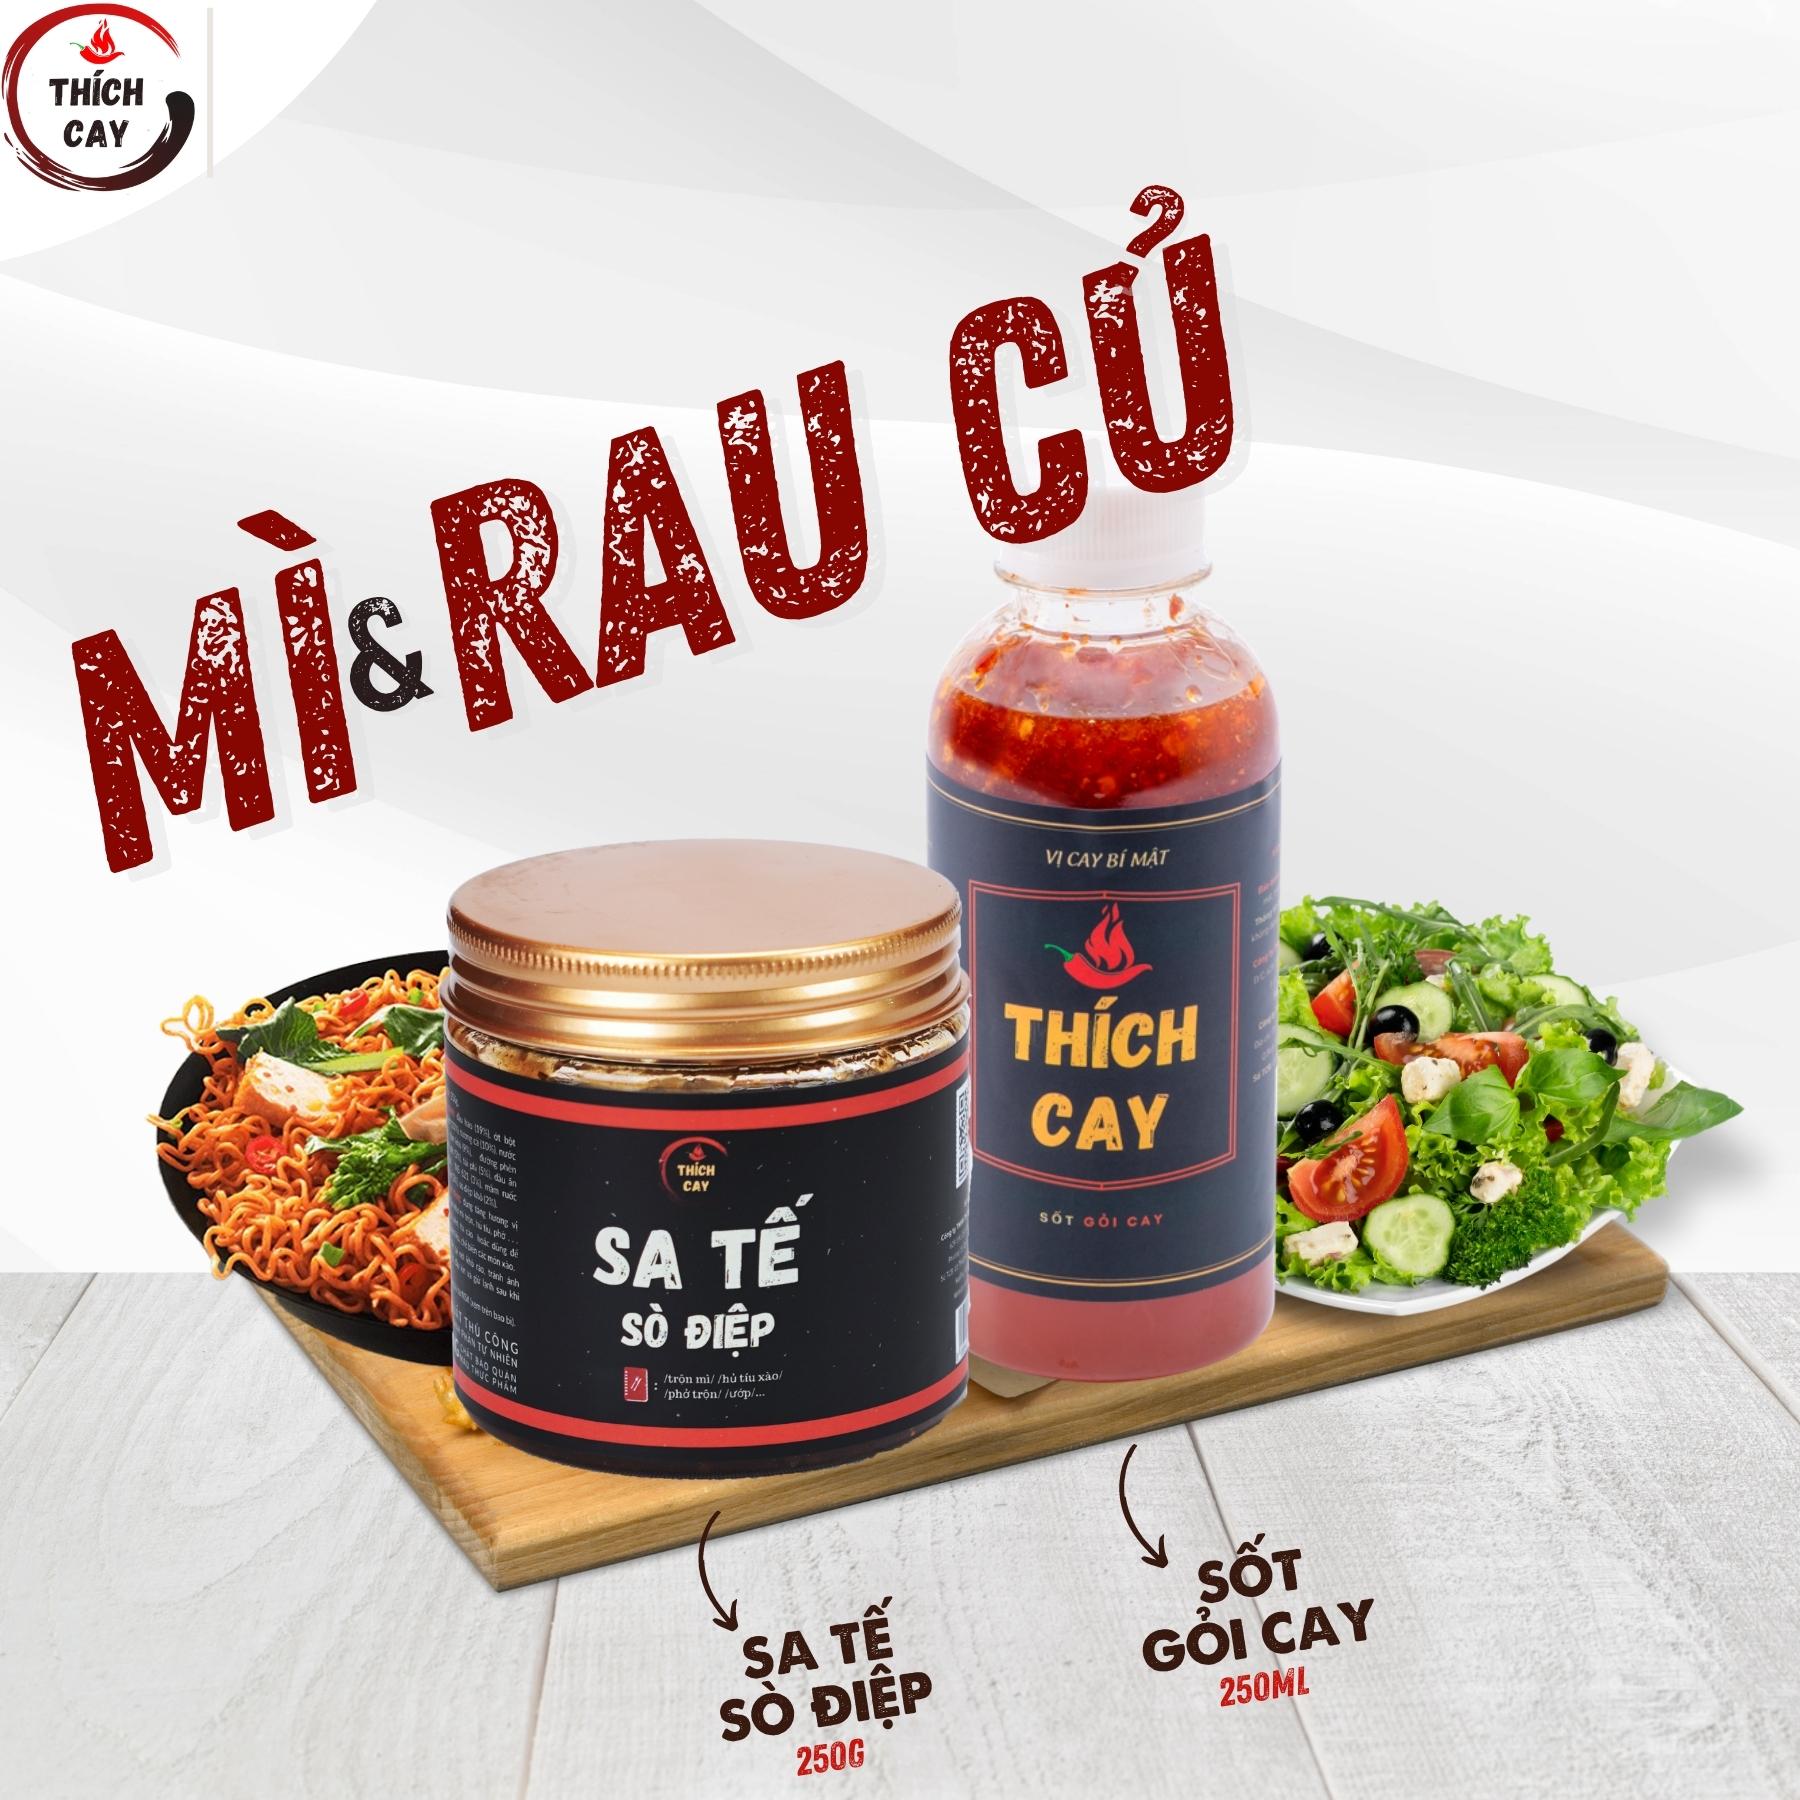 THÍCH
CAY
MÌ & RAU CỦ
VỊ CAY BÍ MẬT
THÍCH
CAY
SỐT GỎI CAY
THÍCH
CAY
SA TẾ
SÒ ĐIỆP
: /trộn mì/ /hủ tíu xào/
/phở trộn/ /ướp/...
SA TẾ
SÒ ĐIỆP
250G
SỐT
GỎI CAY
250ML